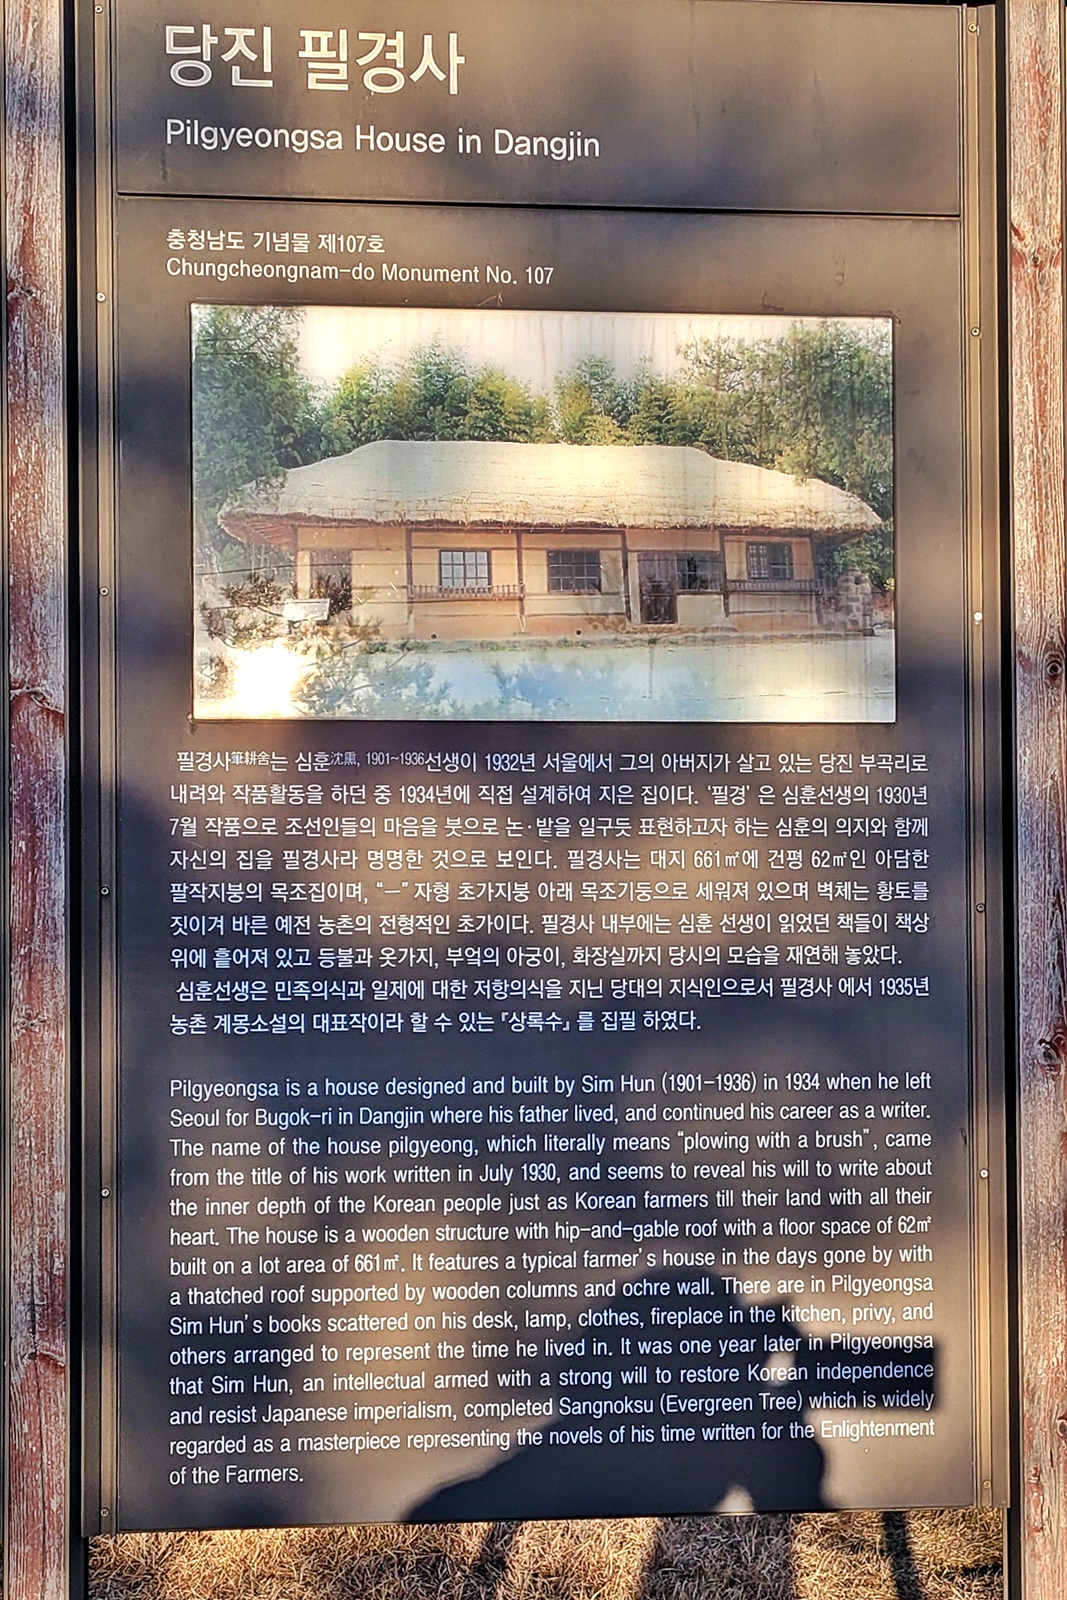 당진 필경사
Pilgyeongsa House in Dangjin
충청남도 기념물 제107호
Chungcheongnam-do Monument No. 107
필경사筆耕舍는 심훈沈熏, 1901~1936선생이 1932년 서울에서 그의 아버지가 살고 있는 당진 부곡리로
내려와 작품활동을 하던 중 1934년에 직접 설계하여 지은 집이다. ‘필경’ 은 심훈선생의 1930년
7월 작품으로 조선인들의 마음을 붓으로 논·밭을 일구듯 표현하고자 하는 심훈의 의지와 함께
자신의 집을 필경사라 명명한 것으로 보인다. 필경사는 대지 661㎡에 건평 62㎡인 아담한
팔작지붕의 목조집이며, “ㅡ” 자형 초가지붕 아래 목조기둥으로 세워져 있으며 벽체는 황토를
짓이겨 바른 예전 농촌의 전형적인 초가이다. 필경사 내부에는 심훈 선생이 읽었던 책들이 책상
위에 흩어져 있고 등불과 옷가지, 부엌의 아궁이, 화장실까지 당시의 모습을 재연해 놓았다.
심훈선생은 민족의식과 일제에 대한 저항의식을 지닌 당대의 지식인으로서 필경사 에서 1935년
농촌 계몽소설의 대표작이라 할 수 있는 『상록수』 를 집필 하였다.
Pilgyeongsa is a house designed and built by Sim Hun (1901-1936) in 1934 when he left
Seoul for Bugok-ri in Dangjin where his father lived, and continued his career as a writer.
The name of the house pilgyeong, which literally means “plowing with a brush”, came
from the title of his work written in July 1930, and seems to reveal his will to write about
the inner depth of the Korean people just as Korean farmers till their land with all their
heart. The house is a wooden structure with hip-and-gable roof with a floor space of 62㎡
built on a lot area of 661㎡. It features a typical farmer’s house in the days gone by with
a thatched roof supported by wooden columns and ochre wall. There are in Pilgyeongsa
Sim Hun’s books scattered on his desk, lamp, clothes, fireplace in the kitchen, privy, and
others arranged to represent the time he lived in. It was one year later in Pilgyeongsa
that Sim Hun, an intellectual armed with a strong will to restore Korean independence
and resist Japanese imperialism, completed Sangnoksu (Evergreen Tree) which is widely
regarded as a masterpiece representing the novels of his time written for the Enlightenment
of the Farmers.